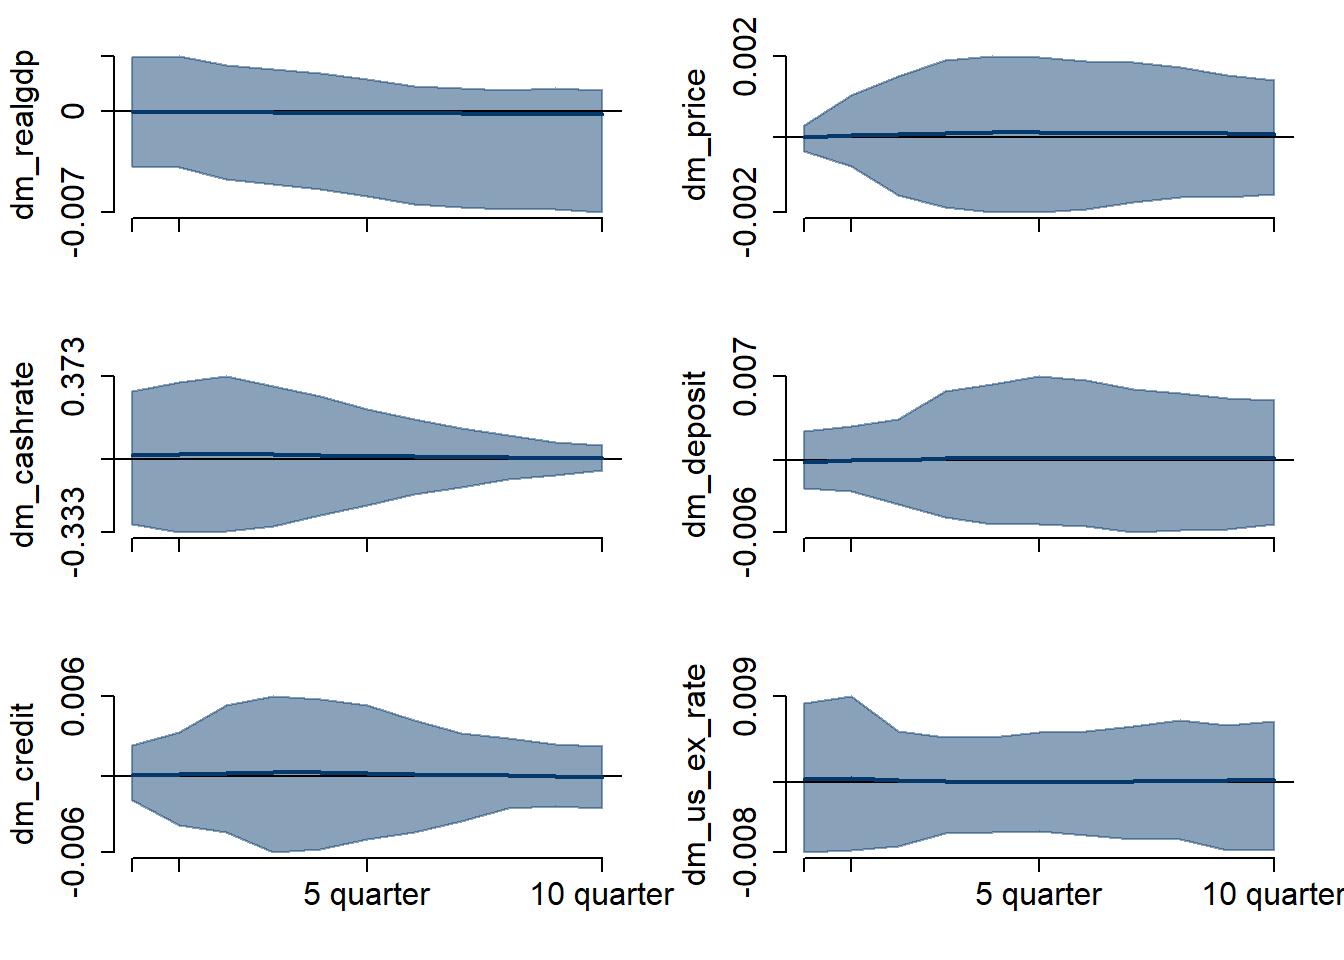 dm_realgdp
0
-0.007
dm_price
0.002
-0.002
dm_cashrate
0.373
-0.333
dm_deposit
0.007
-0.006
dm_credit
0.006
-0.006
5 quarter
10 quarter
dm_us_ex_rate
0.009
-0.008
5 quarter
10 quarter